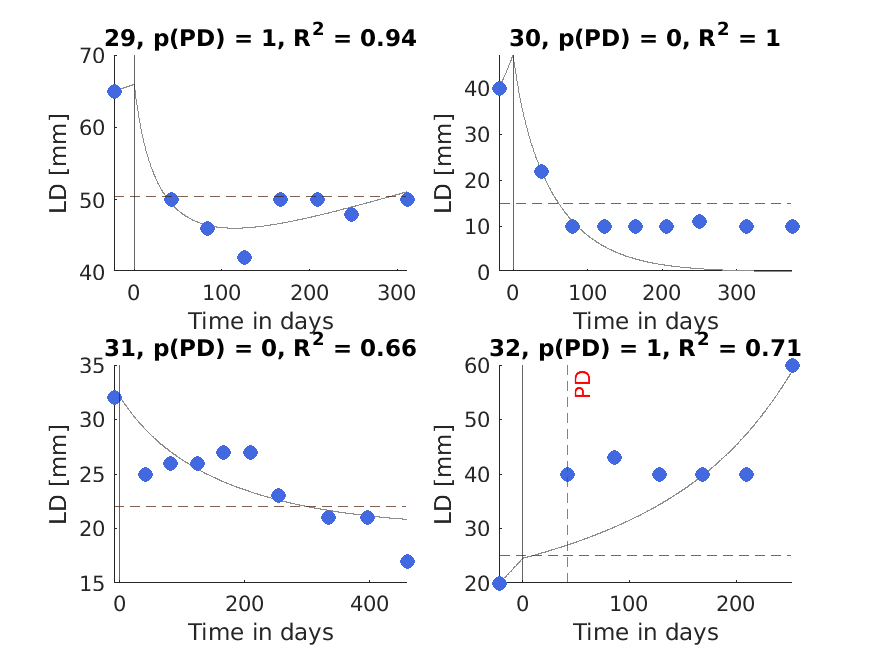 29, p(PD) = 1, R² = 0.94
70
60
50
40
LD [mm]
0
100
200
300
Time in days
30, p(PD) = 0, R² = 1
40
30
20
10
0
LD [mm]
0
100
200
300
Time in days
31, p(PD) = 0, R² = 0.66
35
30
25
20
15
LD [mm]
0
200
400
Time in days
32, p(PD) = 1, R² = 0.71
60
50
40
30
20
LD [mm]
PD
0
100
200
Time in days